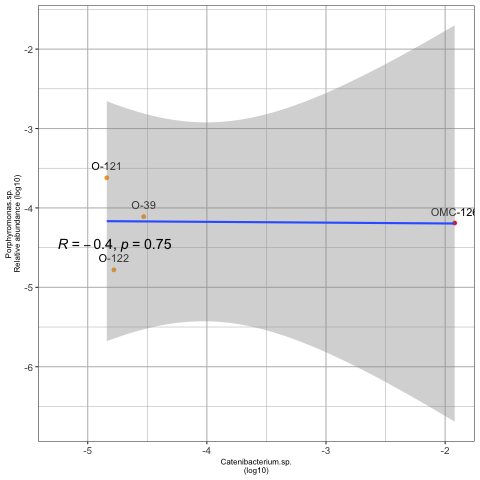 -2
-3
-4
-5
-6
O-121
O-39
OMC-126
R = −0.4, p = 0.75
O-122
-5
-4
-3
-2
Catenibacterium.sp.
(log10)
Porphyromonas.sp.
Relative abundance (log10)